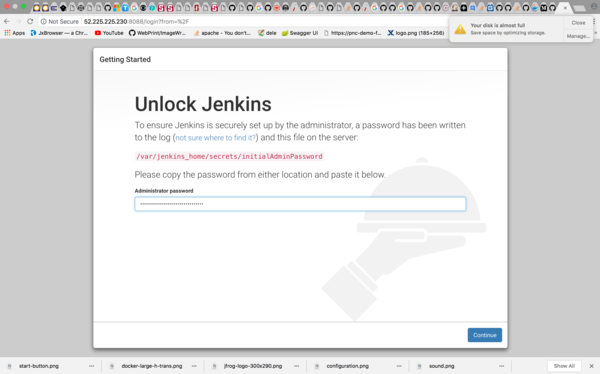 Not Secure 52.225.225.230:8088/login?from=%2F
Apps JxBrowser — a Chr... YouTube WebPrint/ImageWr... apache - You don't... dele Swagger UI https://pnc-demo-f... logo.png (185×256)
Your disk is almost full
Save space by optimizing storage.
Close
Manage...
Getting Started
Unlock Jenkins
To ensure Jenkins is securely set up by the administrator, a password has been written
to the log (not sure where to find it?) and this file on the server:
/var/jenkins_home/secrets/initialAdminPassword
Please copy the password from either location and paste it below.
Administrator password
Continue
start-button.png docker-large-h-trans.png jfrog-logo-300x290.png configuration.png sound.png Show All